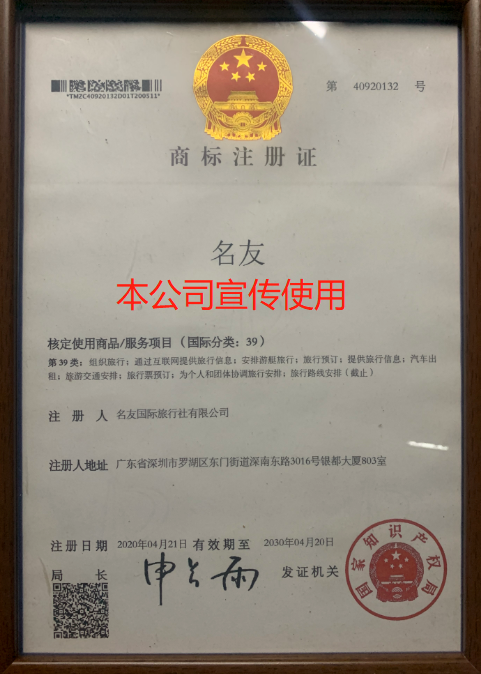 第 40920132 号
*TMZC40920132D01T200511*
商标注册证
名友
本公司宣传使用
核定使用商品/服务项目（国际分类：39）
第39类：组织旅行；通过互联网提供旅行信息；安排游艇旅行；旅行预订；提供旅行信息；汽车出
租；旅游交通安排；旅行票预订；为个人和团体协调旅行安排；旅行路线安排（截止）
注册人 名友国际旅行社有限公司
注册人地址 广东省深圳市罗湖区东门街道深南东路3016号银都大厦803室
注册日期 2020年04月21日 有效期至 2030年04月20日
局长 申长雨 发证机关
国家知识产权局